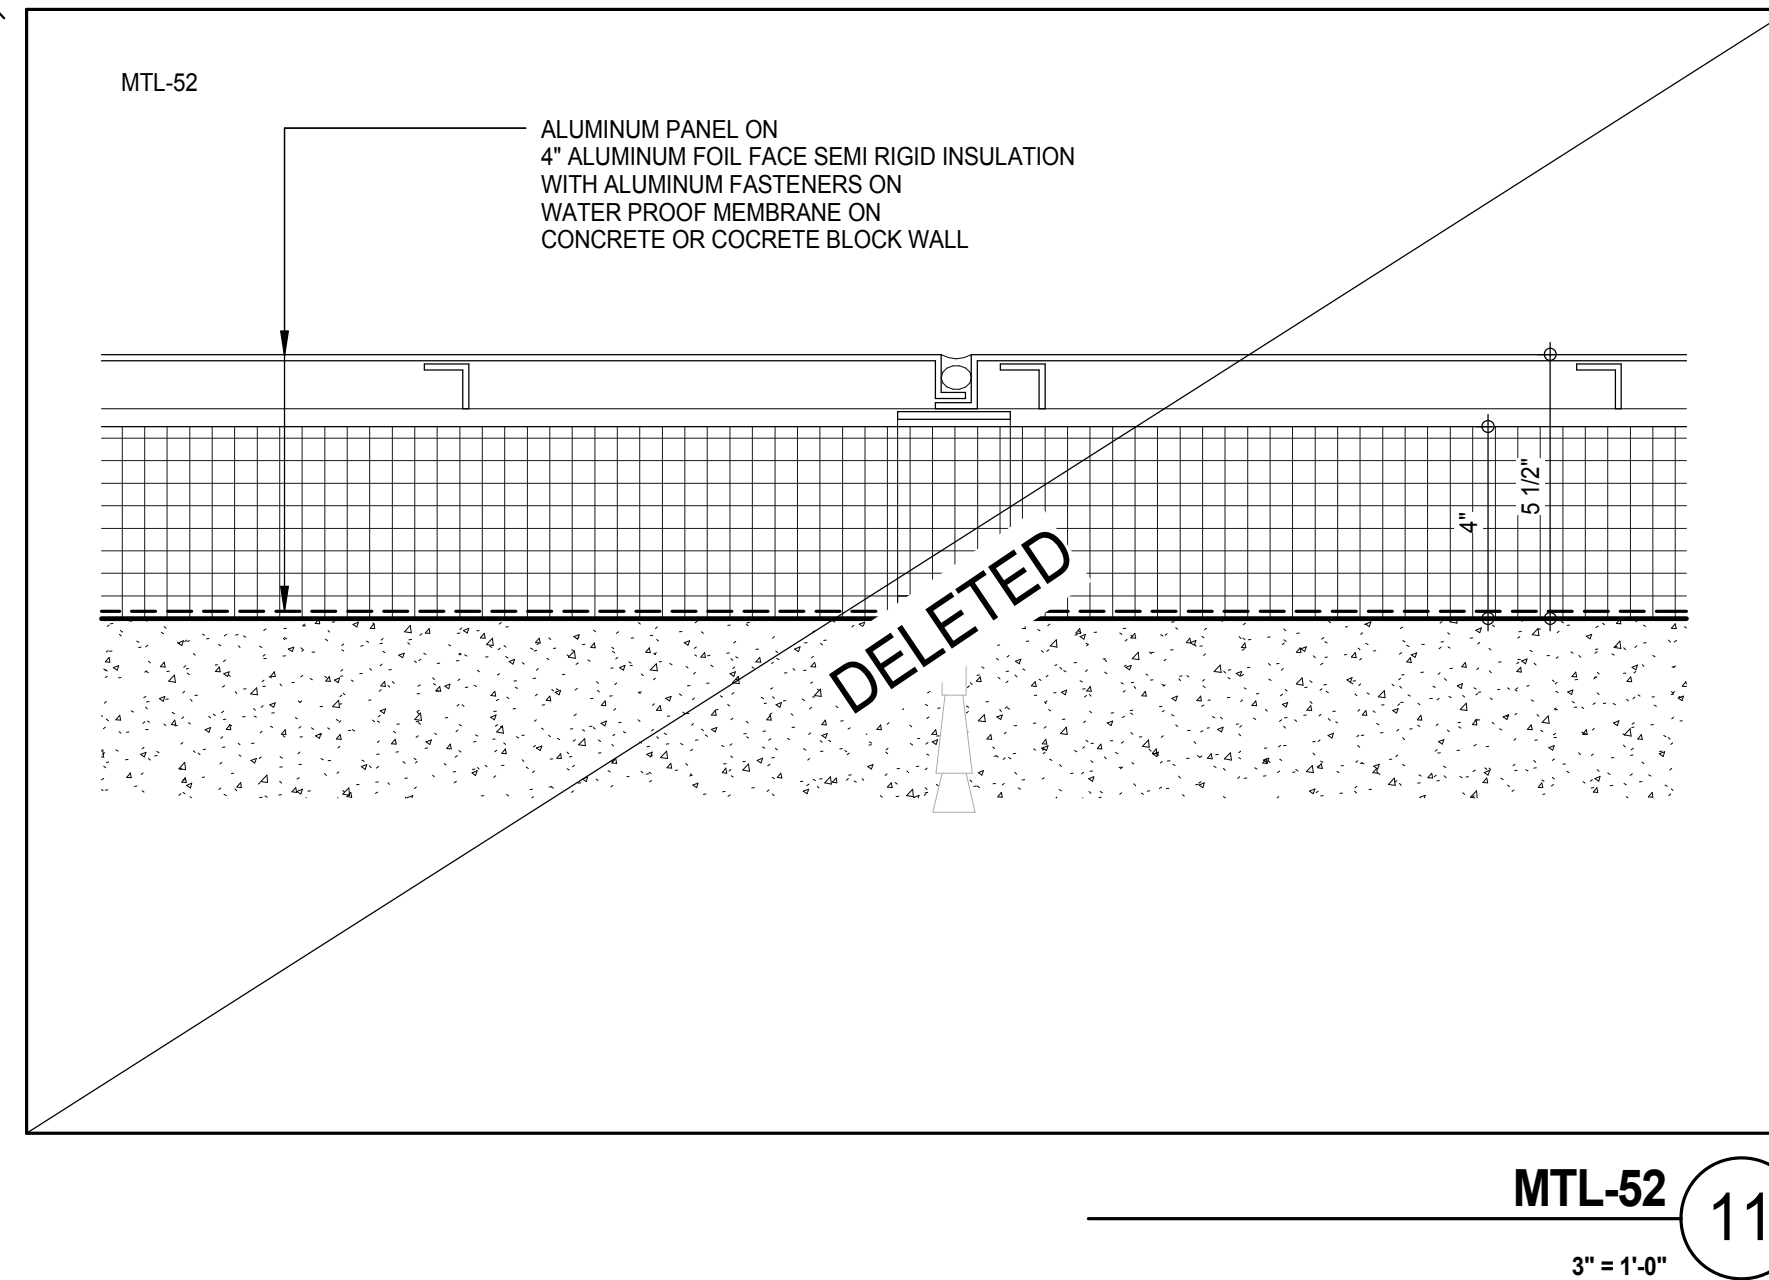 MTL-52
ALUMINUM PANEL ON
4" ALUMINUM FOIL FACE SEMI RIGID INSULATION
WITH ALUMINUM FASTENERS ON
WATER PROOF MEMBRANE ON
CONCRETE OR COCRETE BLOCK WALL
5 1/2"
4"
DELETED
MTL-52
11
3" = 1'-0"